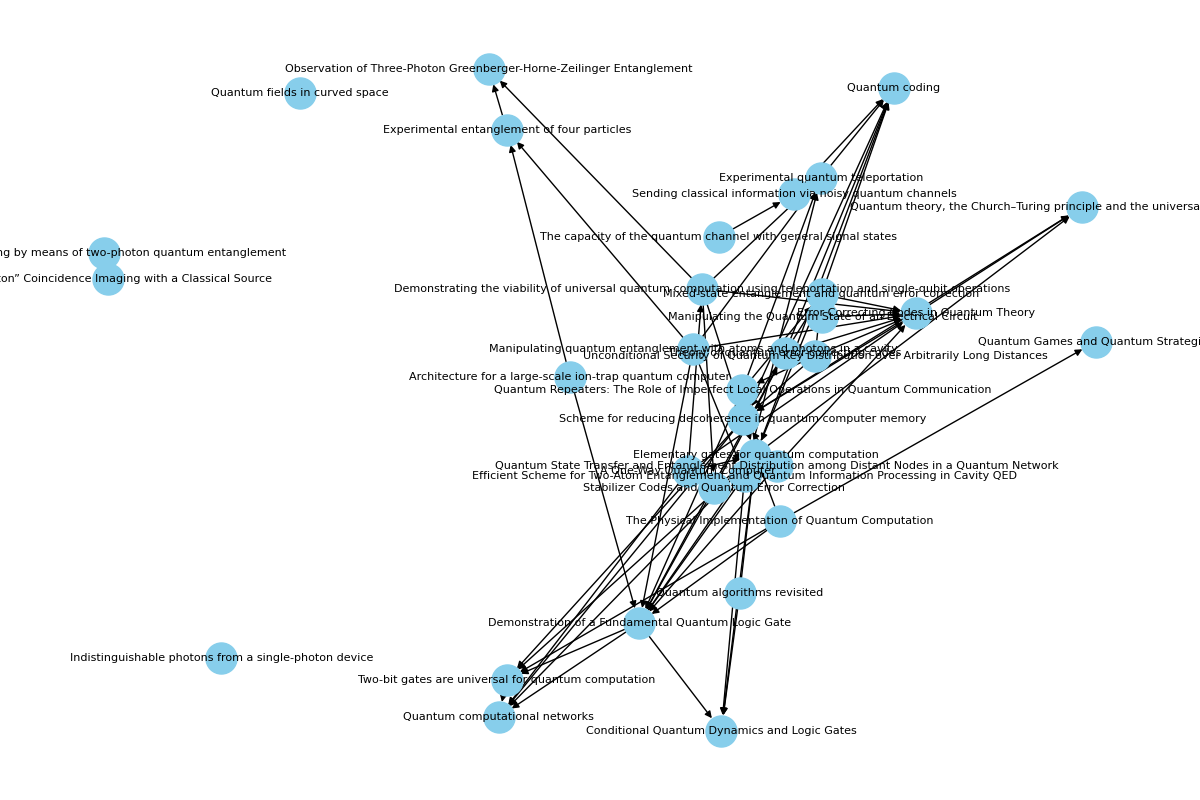 Observation of Three-Photon Greenberger-Horne-Zeilinger Entanglement
Quantum coding
Quantum fields in curved space
Experimental entanglement of four particles
Experimental quantum teleportation
Sending classical information via noisy quantum channels
Quantum theory, the Church–Turing principle and the universa
The capacity of the quantum channel with general signal states
ng by means of two-photon quantum entanglement
on” Coincidence Imaging with a Classical Source
Demonstrating the viability of universal quantum computation using teleportation and single-qubit operations
Mixed-state entanglement and quantum error correction
Error Correcting Codes in Quantum Theory
Manipulating the Quantum State of an Electrical Circuit
Quantum Games and Quantum Strategi
Manipulating quantum entanglement with atoms and photons in a cavity
Unconditional Security of Quantum Key Distribution over Arbitrarily Long Distances
Architecture for a large-scale ion-trap quantum computer
Quantum Repeaters: The Role of Imperfect Local Operations in Quantum Communication
Scheme for reducing decoherence in quantum computer memory
Elementary gates for quantum computation
Quantum State Transfer and Entanglement Distribution among Distant Nodes in a Quantum Network
A One-Way Quantum Computer
Efficient Scheme for Two-Atom Entanglement and Quantum Information Processing in Cavity QED
Stabilizer Codes and Quantum Error Correction
The Physical Implementation of Quantum Computation
Quantum algorithms revisited
Demonstration of a Fundamental Quantum Logic Gate
Indistinguishable photons from a single-photon device
Two-bit gates are universal for quantum computation
Quantum computational networks
Conditional Quantum Dynamics and Logic Gates